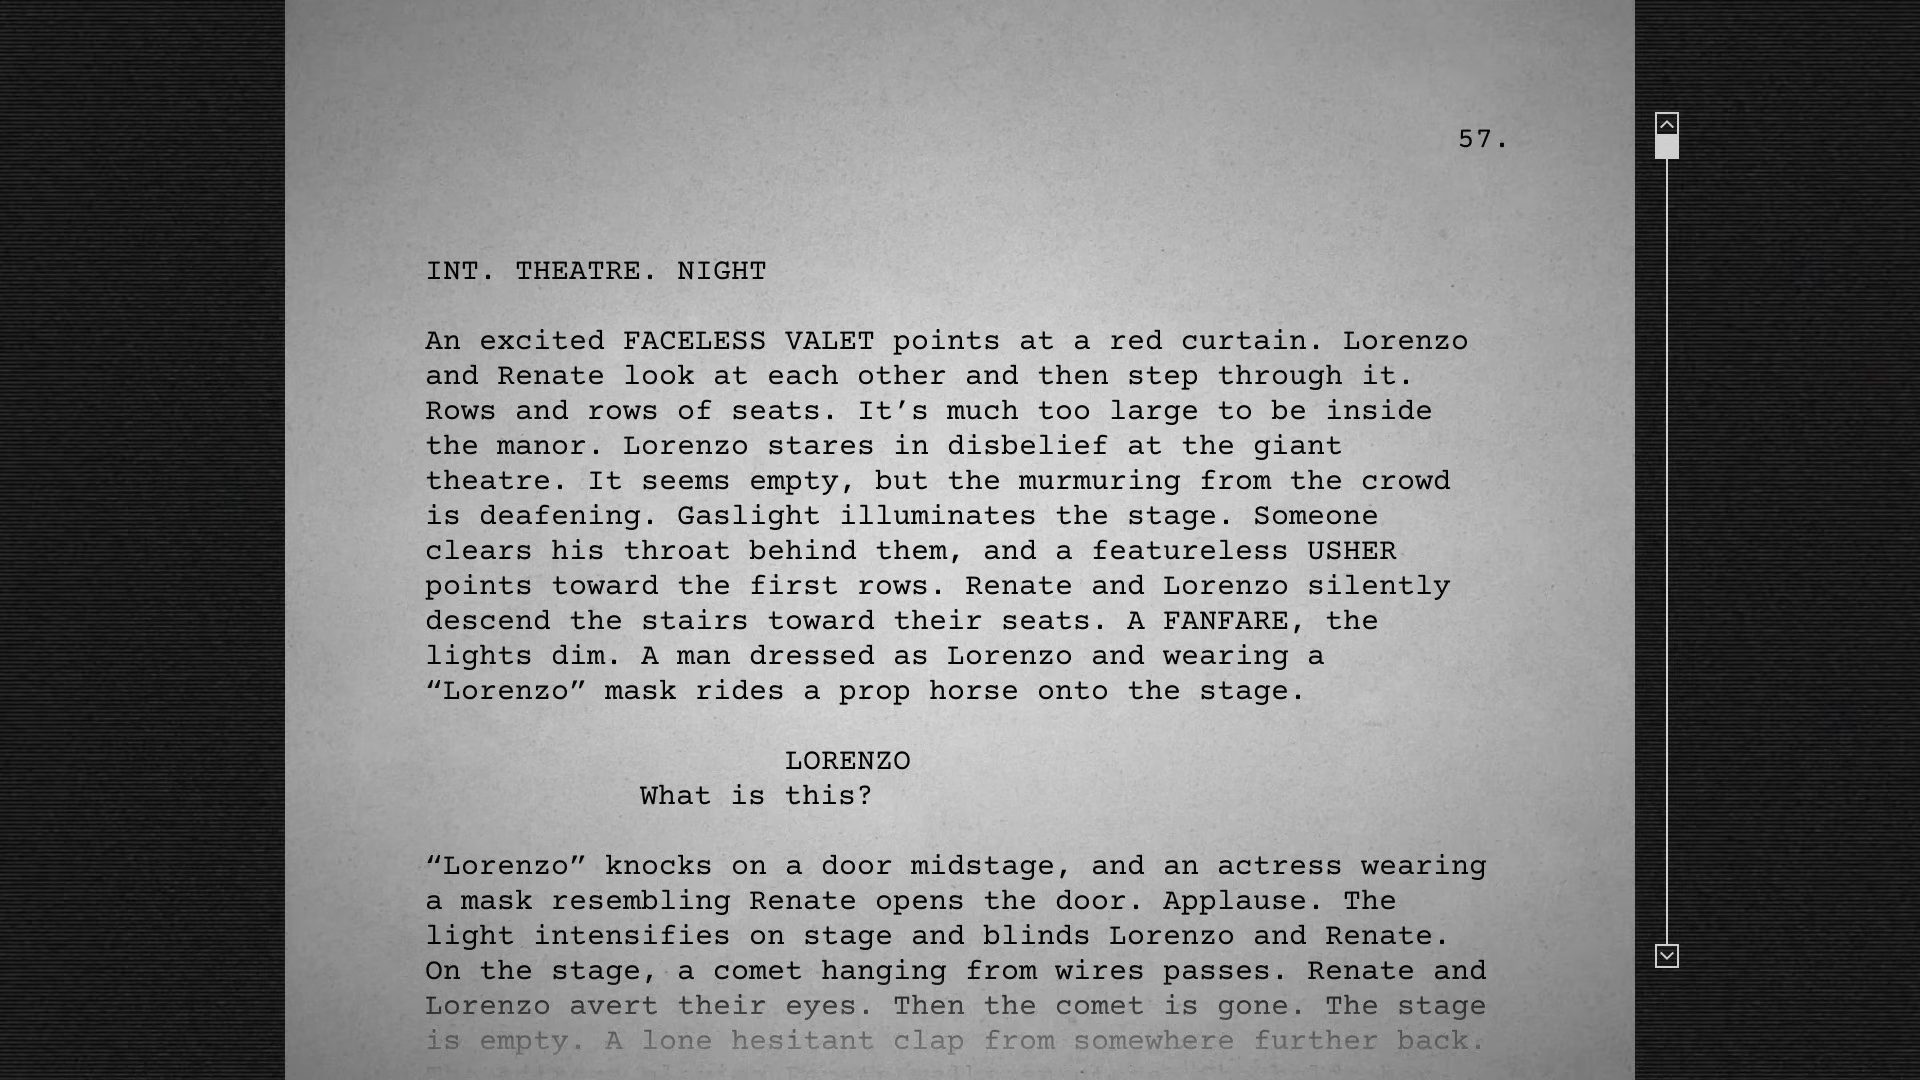 57.
INT. THEATRE. NIGHT
An excited FACELESS VALET points at a red curtain. Lorenzo
and Renate look at each other and then step through it.
Rows and rows of seats. It’s much too large to be inside
the manor. Lorenzo stares in disbelief at the giant
theatre. It seems empty, but the murmuring from the crowd
is deafening. Gaslight illuminates the stage. Someone
clears his throat behind them, and a featureless USHER
points toward the first rows. Renate and Lorenzo silently
descend the stairs toward their seats. A FANFARE, the
lights dim. A man dressed as Lorenzo and wearing a
“Lorenzo” mask rides a prop horse onto the stage.
LORENZO
What is this?
“Lorenzo” knocks on a door midstage, and an actress wearing
a mask resembling Renate opens the door. Applause. The
light intensifies on stage and blinds Lorenzo and Renate.
On the stage, a comet hanging from wires passes. Renate and
Lorenzo avert their eyes. Then the comet is gone. The stage
is empty. A lone hesitant clap from somewhere further back.